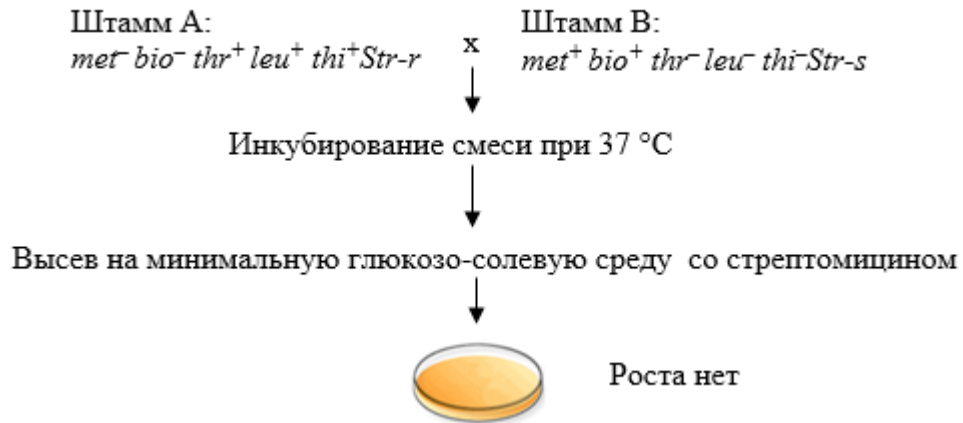 Штамм А: Штамм В:
met⁻ bio⁻ thr⁺ leu⁺ thi⁺Str-r x met⁺ bio⁺ thr⁻ leu⁻ thi⁻Str-s
Инкубирование смеси при 37 °C
Высев на минимальную глюкозо-солевую среду со стрептомицином
Роста нет